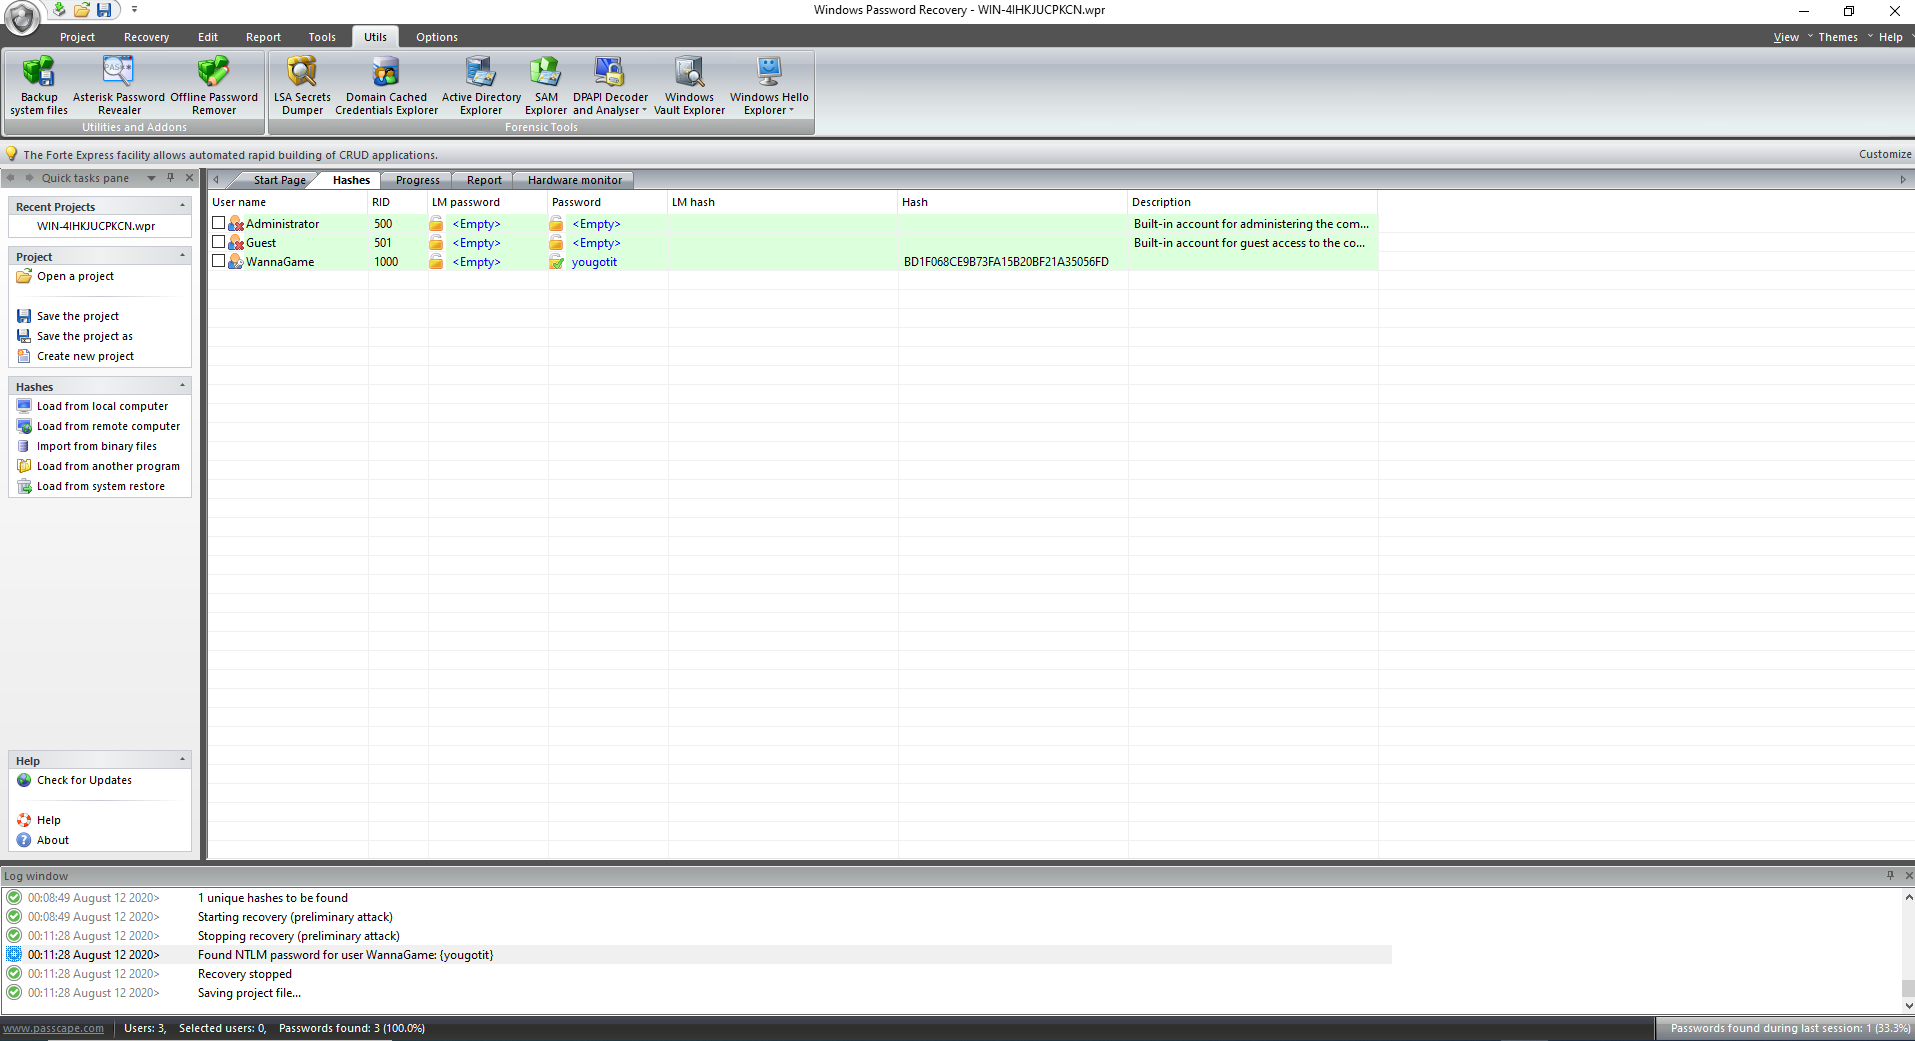 Windows Password Recovery - WIN-4IHKJUCPKCN.wpr
Project Recovery Edit Report Tools Utils Options View Themes Help
PAS**
Backup system files
Asterisk Password Revealer
Offline Password Remover
Utilities and Addons
LSA Secrets Dumper
Domain Cached Credentials Explorer
Active Directory Explorer
SAM Explorer
DPAPI Decoder and Analyser
Windows Vault Explorer
Windows Hello Explorer
Forensic Tools
The Forte Express facility allows automated rapid building of CRUD applications. Customize
Quick tasks pane
Recent Projects
WIN-4IHKJUCPKCN.wpr
Project
Open a project
Save the project
Save the project as
Create new project
Hashes
Load from local computer
Load from remote computer
Import from binary files
Load from another program
Load from system restore
Help
Check for Updates
Help
About
Start Page Hashes Progress Report Hardware monitor
User name RID LM password Password LM hash Hash Description
Administrator 500 <Empty> <Empty> Built-in account for administering the com...
Guest 501 <Empty> <Empty> Built-in account for guest access to the co...
WannaGame 1000 <Empty> yougotit BD1F068CE9B73FA15B20BF21A35056FD
Log window
00:08:49 August 12 2020> 1 unique hashes to be found
00:08:49 August 12 2020> Starting recovery (preliminary attack)
00:11:28 August 12 2020> Stopping recovery (preliminary attack)
00:11:28 August 12 2020> Found NTLM password for user WannaGame: {yougotit}
00:11:28 August 12 2020> Recovery stopped
00:11:28 August 12 2020> Saving project file...
www.passcape.com Users: 3, Selected users: 0, Passwords found: 3 (100.0%) Passwords found during last session: 1 (33.3%)